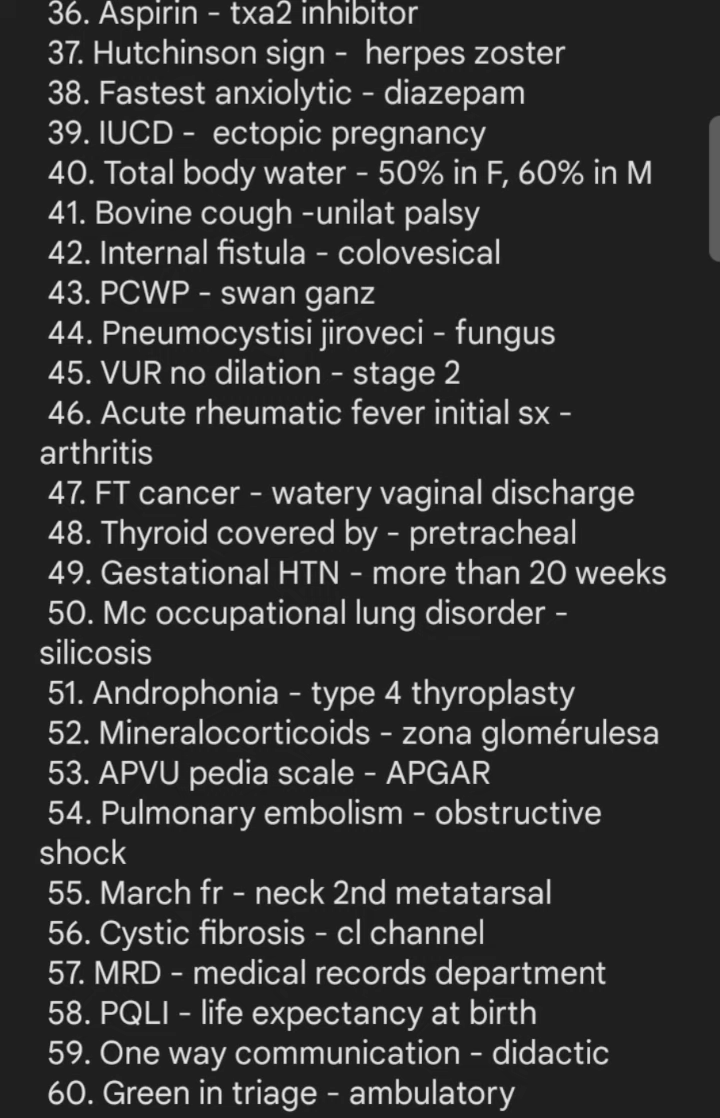 36. Aspirin - txa2 inhibitor
37. Hutchinson sign -  herpes zoster
38. Fastest anxiolytic - diazepam
39. IUCD -  ectopic pregnancy
40. Total body water - 50% in F, 60% in M
41. Bovine cough -unilat palsy
42. Internal fistula - colovesical
43. PCWP - swan ganz
44. Pneumocystisi jiroveci - fungus
45. VUR no dilation - stage 2
46. Acute rheumatic fever initial sx -
arthritis
47. FT cancer - watery vaginal discharge
48. Thyroid covered by - pretracheal
49. Gestational HTN - more than 20 weeks
50. Mc occupational lung disorder -
silicosis
51. Androphonia - type 4 thyroplasty
52. Mineralocorticoids - zona glomérulesa
53. APVU pedia scale - APGAR
54. Pulmonary embolism - obstructive
shock
55. March fr - neck 2nd metatarsal
56. Cystic fibrosis - cl channel
57. MRD - medical records department
58. PQLI - life expectancy at birth
59. One way communication - didactic
60. Green in triage - ambulatory